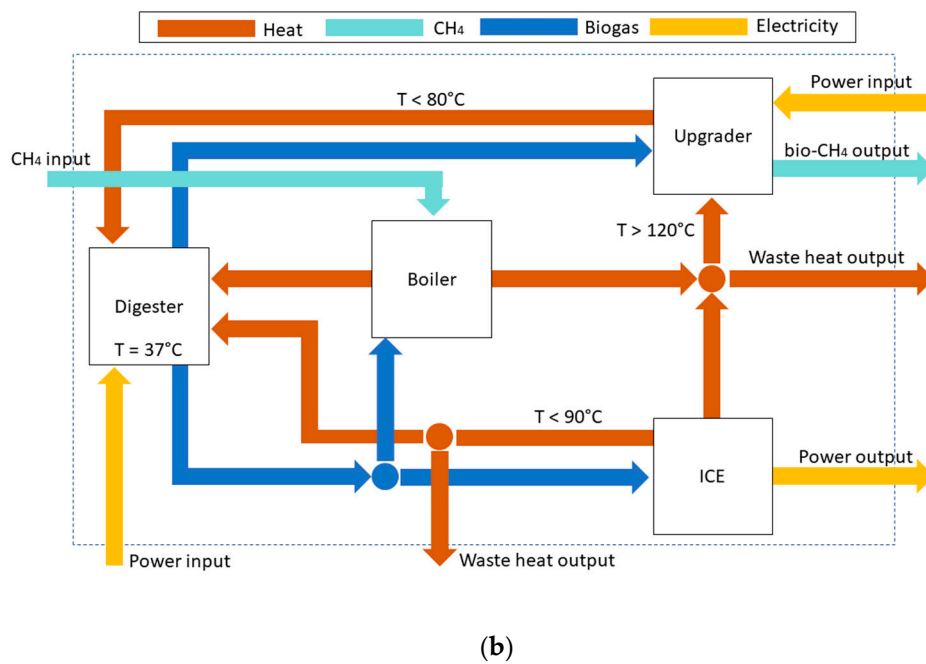 Heat CH₄ Biogas Electricity
T < 80°C
Power input
CH₄ input
Upgrader
bio-CH₄ output
T > 120°C
Waste heat output
Boiler
Digester
T = 37°C
T < 90°C
Power output
ICE
Power input
Waste heat output
(b)